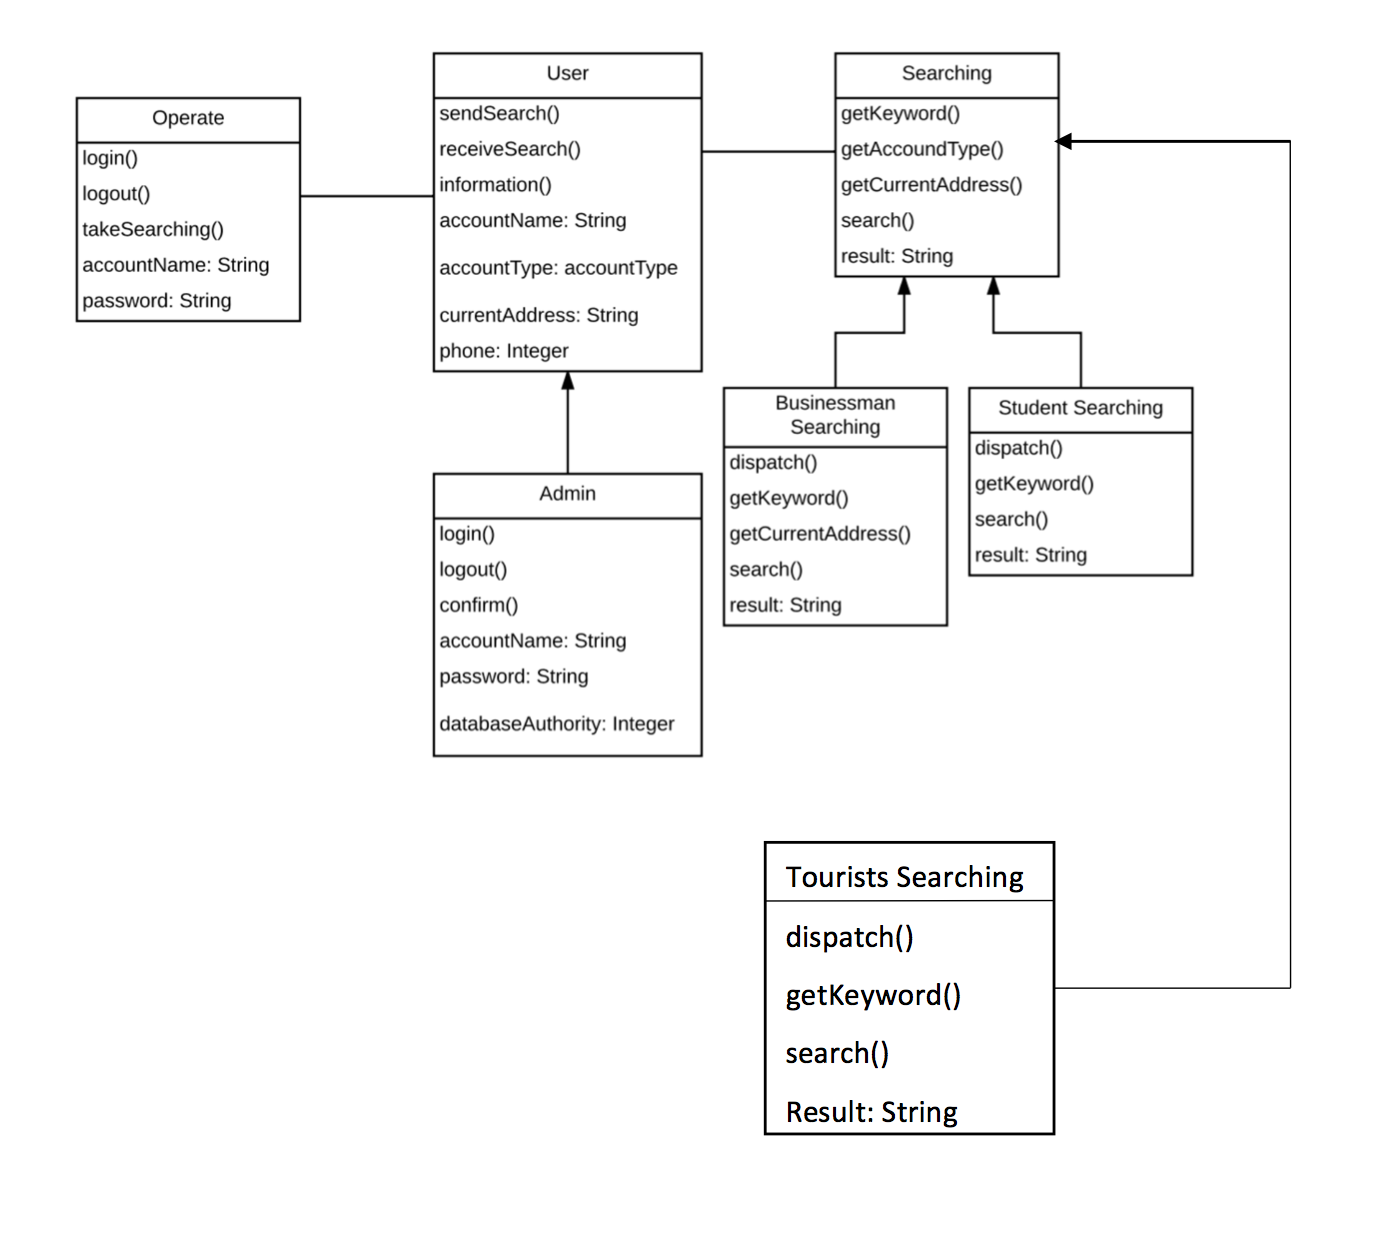 Operate
login()
logout()
takeSearching()
accountName: String
password: String
User
sendSearch()
receiveSearch()
information()
accountName: String
accountType: accountType
currentAddress: String
phone: Integer
Searching
getKeyword()
getAccoundType()
getCurrentAddress()
search()
result: String
Admin
login()
logout()
confirm()
accountName: String
password: String
databaseAuthority: Integer
Businessman
Searching
dispatch()
getKeyword()
getCurrentAddress()
search()
result: String
Student Searching
dispatch()
getKeyword()
search()
result: String
Tourists Searching
dispatch()
getKeyword()
search()
Result: String